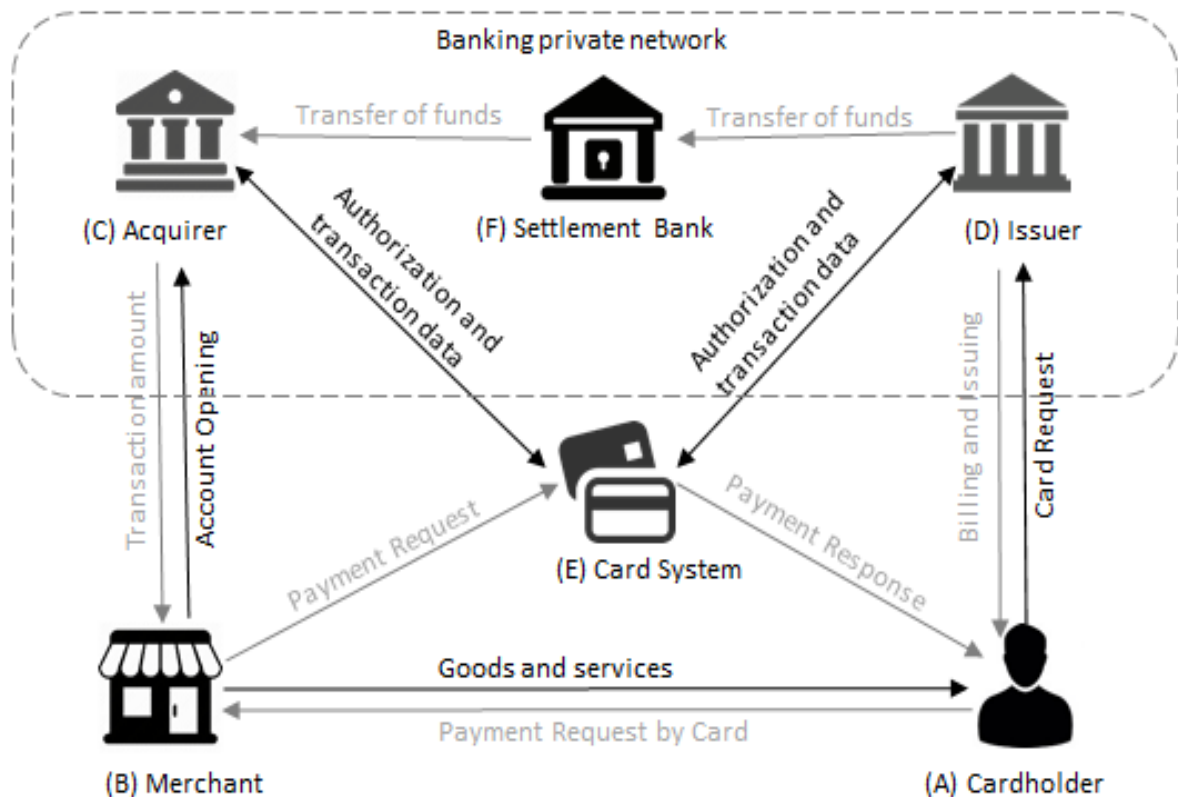 Banking private network
Transfer of funds
Transfer of funds
(C) Acquirer
(F) Settlement Bank
(D) Issuer
Authorization and
transaction data
Authorization and
transaction data
Transaction amount
Account Opening
Billing and Issuing
Card Request
Payment Request
Payment Response
(E) Card System
Goods and services
Payment Request by Card
(B) Merchant
(A) Cardholder